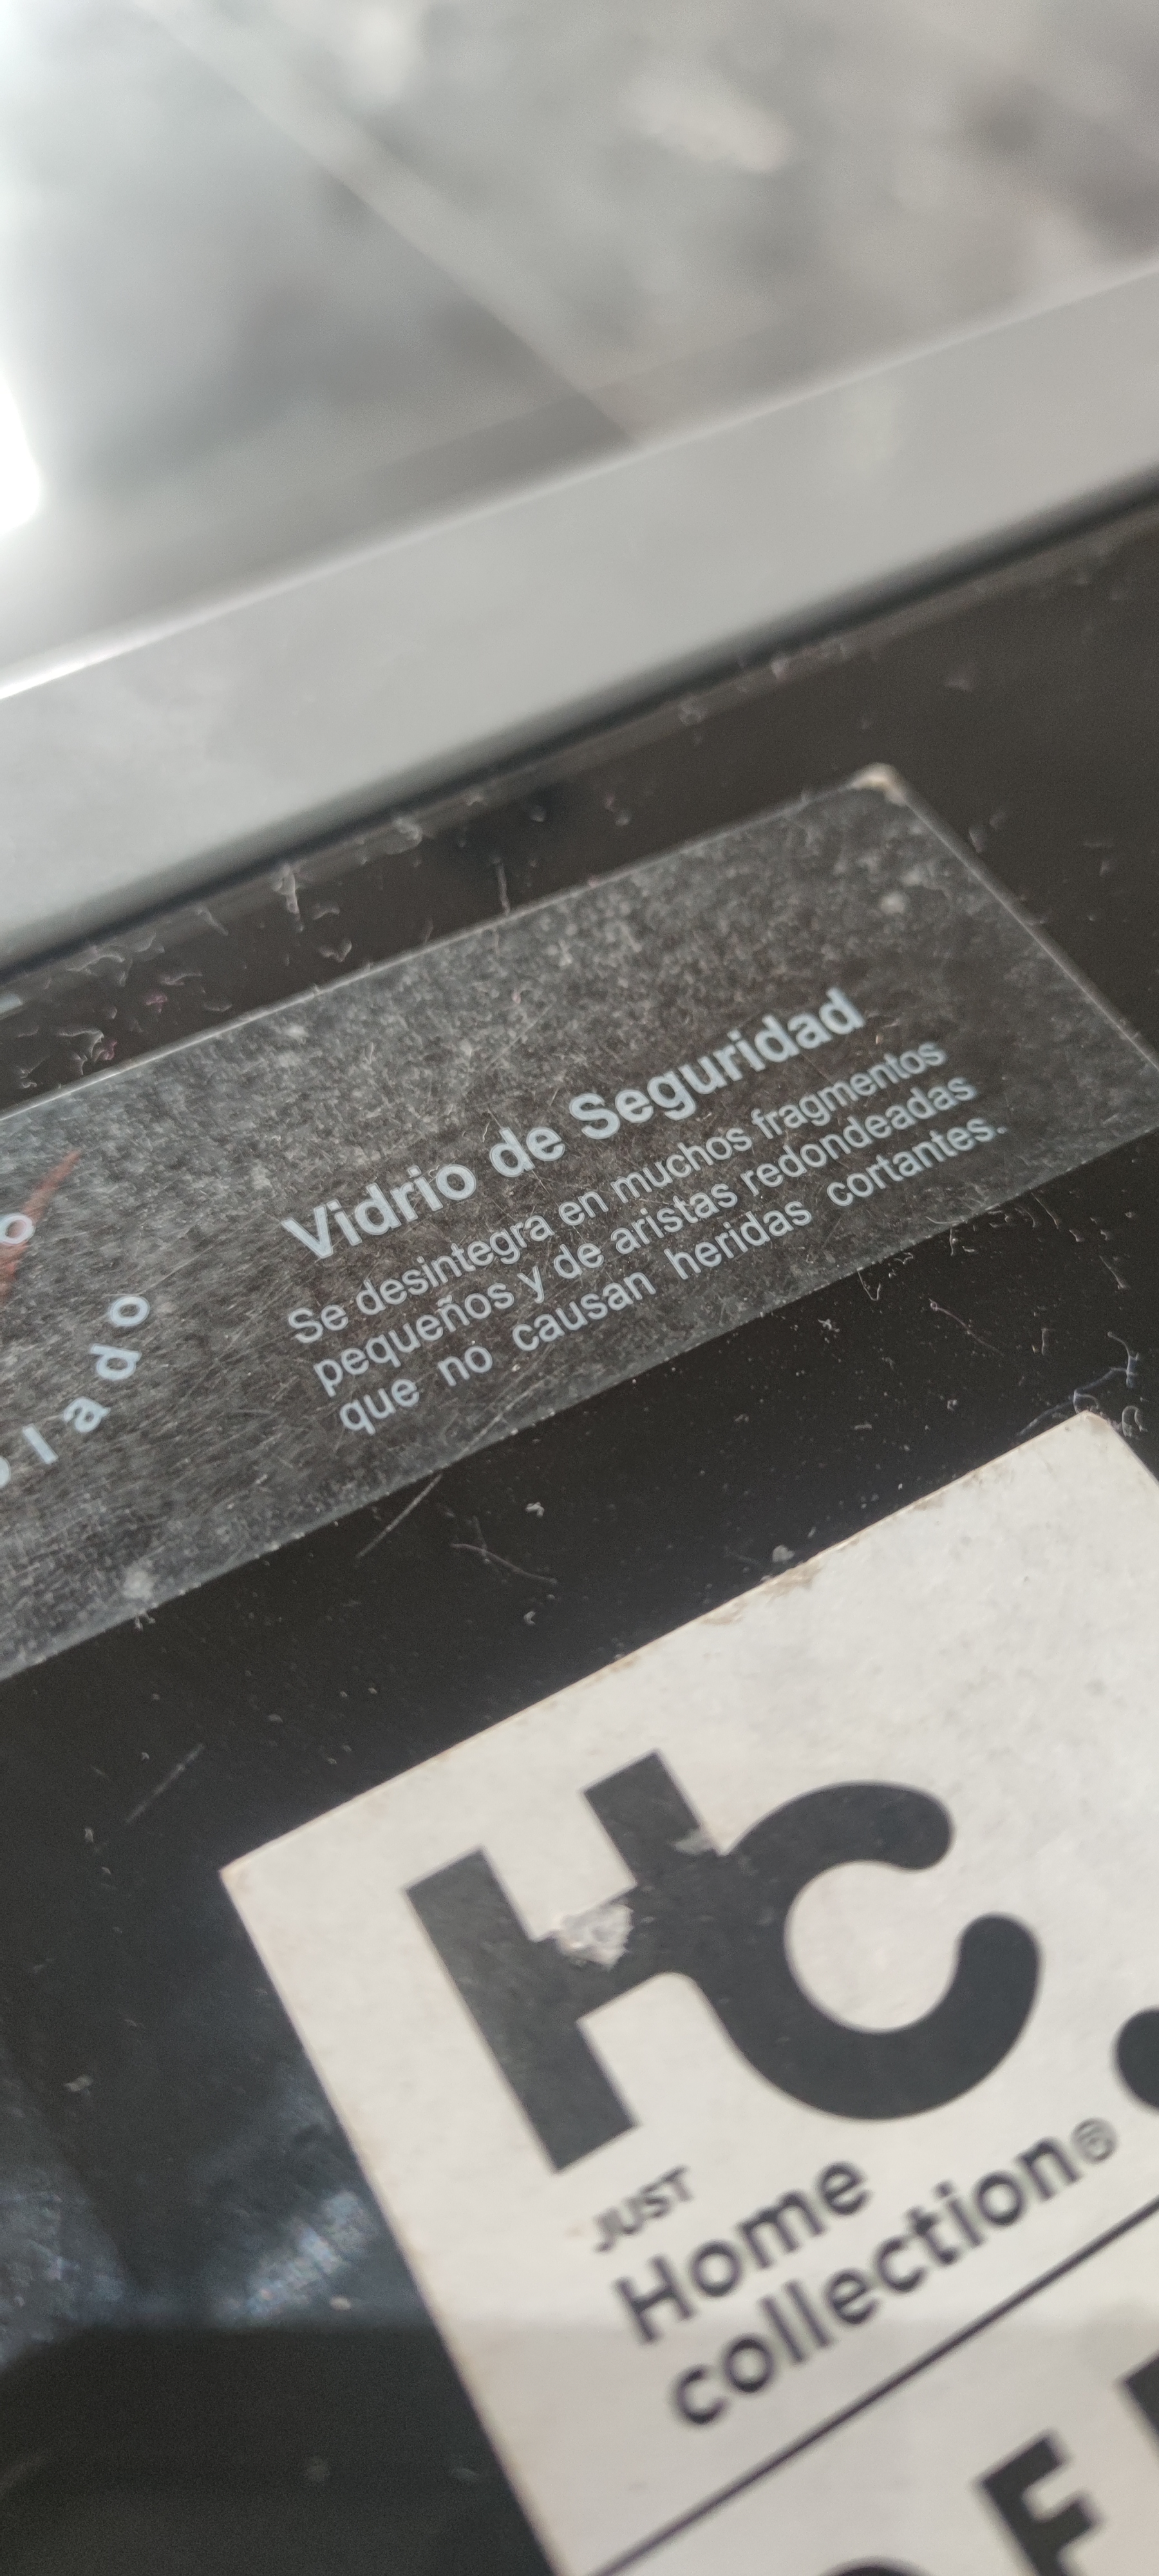 Vidrio de Seguridad
Se desintegra en muchos fragmentos
pequeños y de aristas redondeadas
que no causan heridas cortantes.
Hc.
JUST
Home
collection®